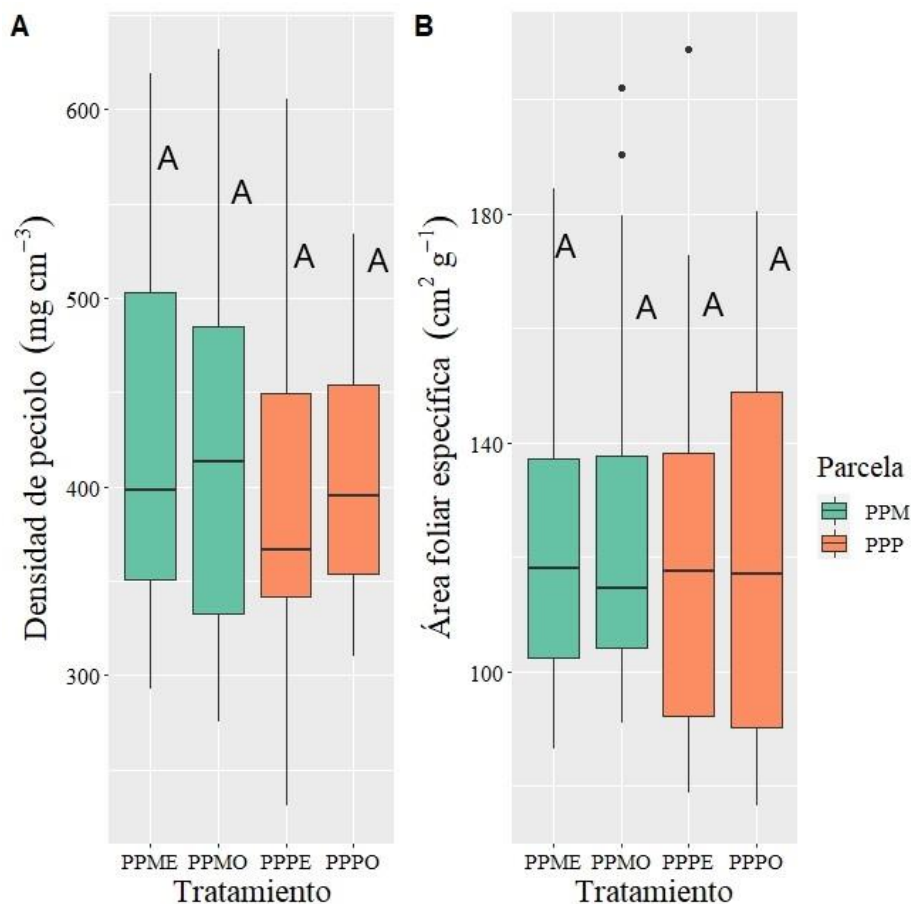 A
Densidad de peciolo (mg cm⁻³)
600
500
400
300
A
A
A
A
PPME PPMO PPPE PPPO
Tratamiento
B
Área foliar específica (cm² g⁻¹)
180
140
100
A
A
A
A
PPME PPMO PPPE PPPO
Tratamiento
Parcela
PPM
PPP